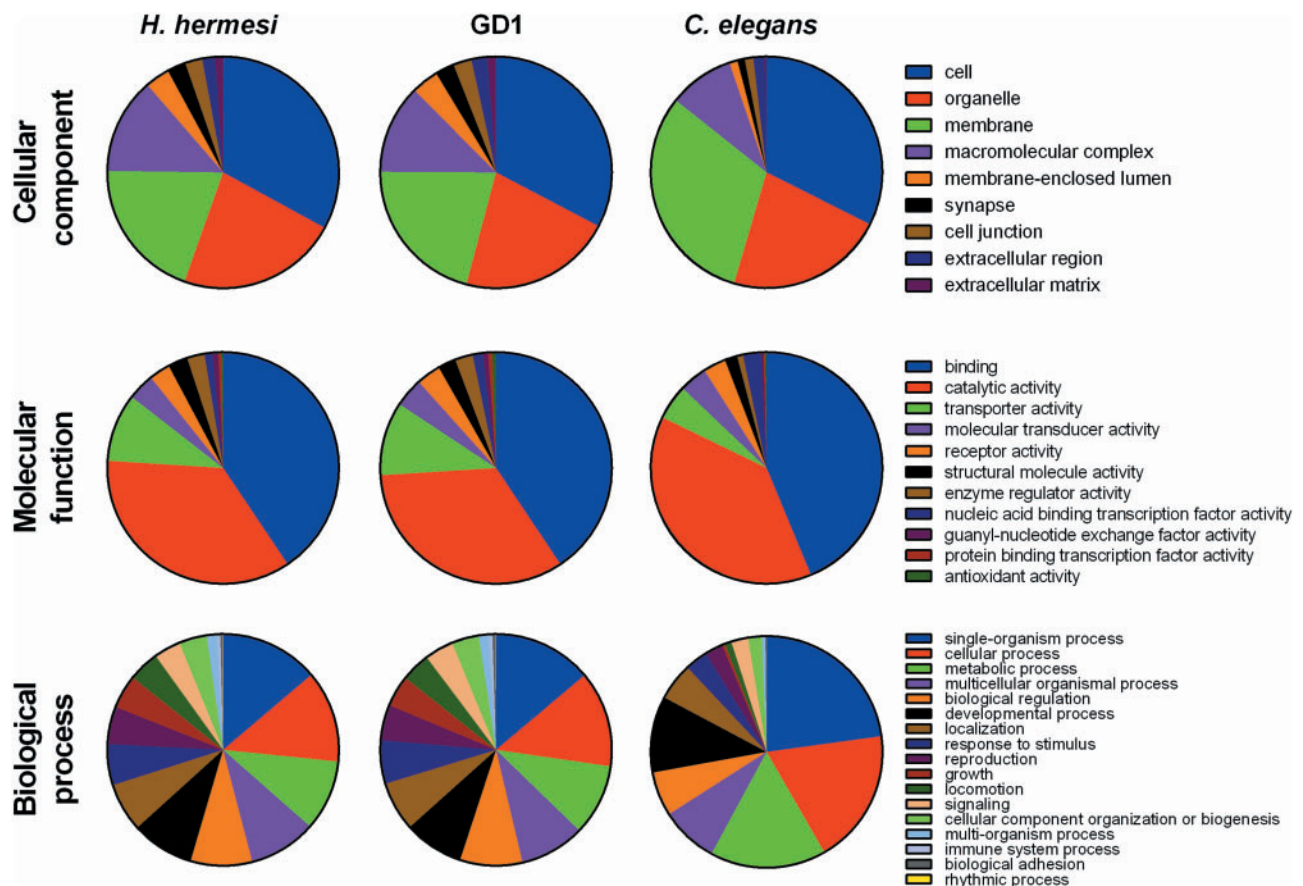 H. hermesi
GD1
C. elegans
Cellular
component
cell
organelle
membrane
macromolecular complex
membrane-enclosed lumen
synapse
cell junction
extracellular region
extracellular matrix
Molecular
function
binding
catalytic activity
transporter activity
molecular transducer activity
receptor activity
structural molecule activity
enzyme regulator activity
nucleic acid binding transcription factor activity
guanyl-nucleotide exchange factor activity
protein binding transcription factor activity
antioxidant activity
Biological
process
single-organism process
cellular process
metabolic process
multicellular organismal process
biological regulation
developmental process
localization
response to stimulus
reproduction
growth
locomotion
signaling
cellular component organization or biogenesis
multi-organism process
immune system process
biological adhesion
rhythmic process